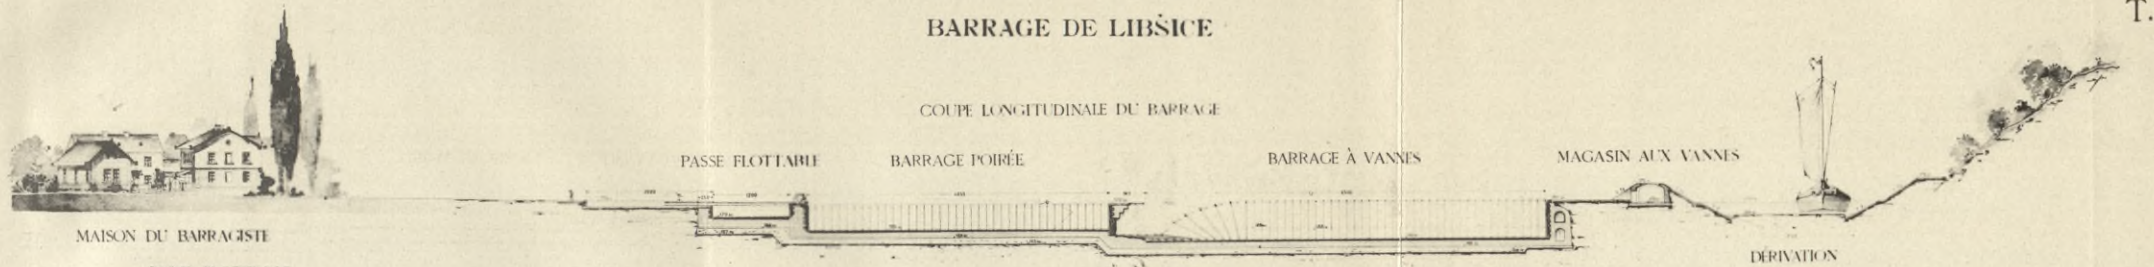 T.
BARRAGE DE LIBŠICE
COUPE LONGITUDINALE DU BARRAGE
PASSE FLOTTABLE
BARRAGE POIRÉE
BARRAGE À VANNES
MAGASIN AUX VANNES
MAISON DU BARRAGISTE
DÉRIVATION